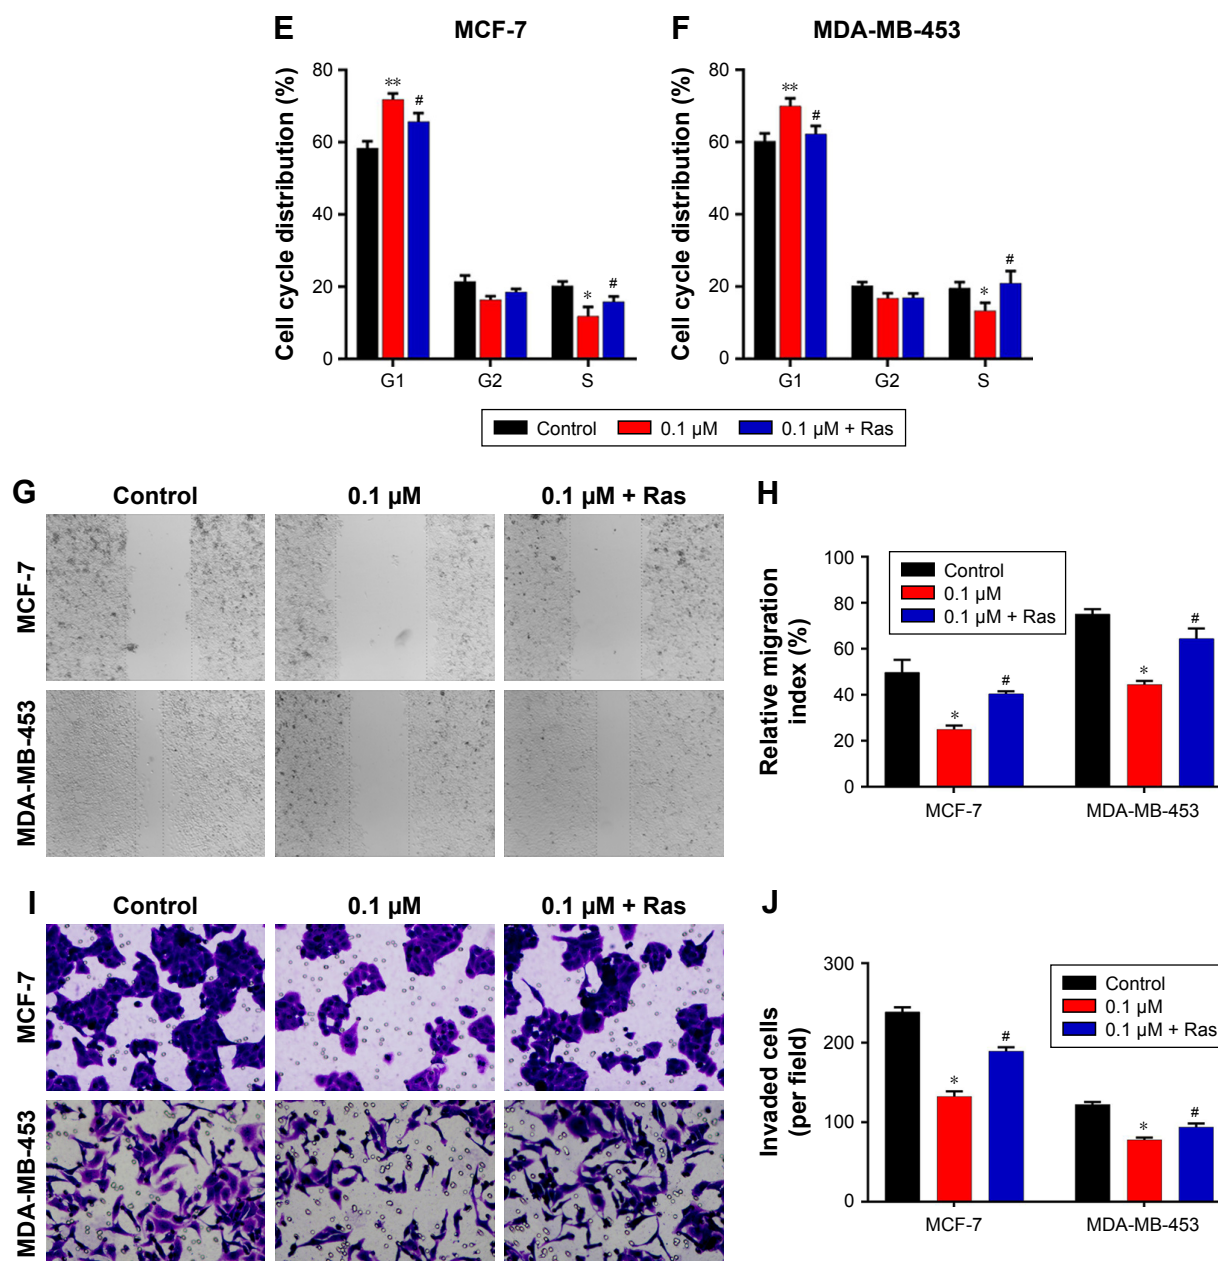 E MCF-7
F MDA-MB-453
Cell cycle distribution (%)
80
60
40
20
0
**
#
*
#
G1 G2 S
Cell cycle distribution (%)
80
60
40
20
0
**
#
*
#
G1 G2 S
Control 0.1 µM 0.1 µM + Ras
G Control 0.1 µM 0.1 µM + Ras
MCF-7
MDA-MB-453
H
Relative migration
index (%)
100
80
60
40
20
0
Control
0.1 µM
0.1 µM + Ras
*
#
*
#
MCF-7 MDA-MB-453
I Control 0.1 µM 0.1 µM + Ras
MCF-7
MDA-MB-453
J
Invaded cells
(per field)
300
200
100
0
Control
0.1 µM
0.1 µM + Ras
*
#
*
#
MCF-7 MDA-MB-453